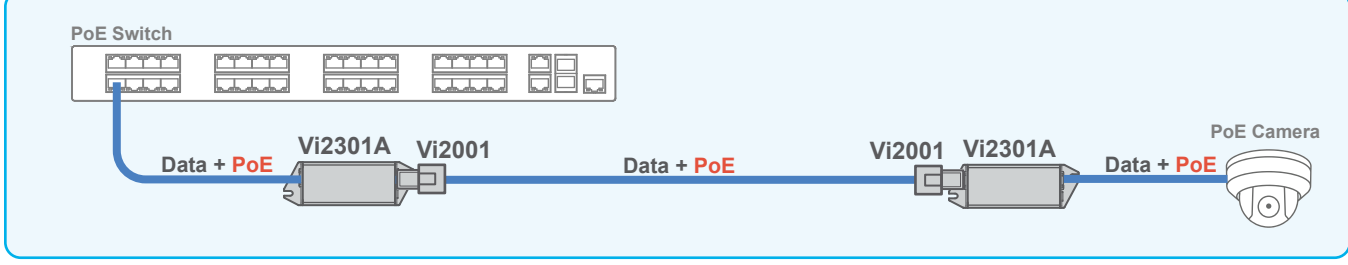 PoE Switch
Vi2301A
Vi2001
Vi2001
Vi2301A
PoE Camera
Data + PoE
Data + PoE
Data + PoE